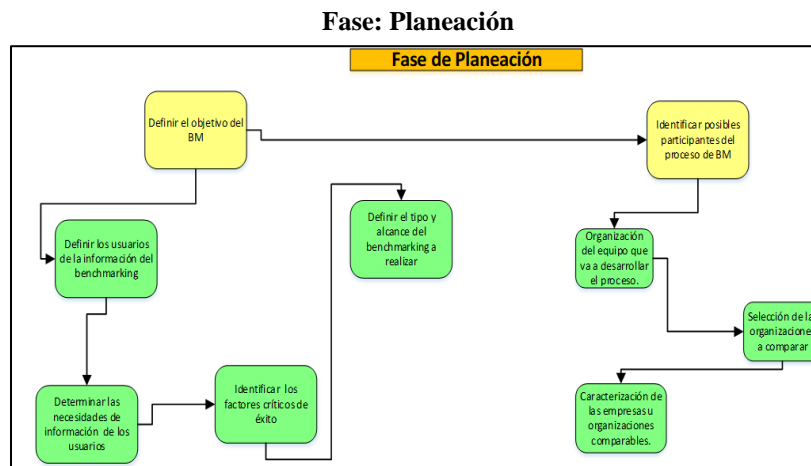 Fase: Planeación
Fase de Planeación
Definir el objetivo del
BM
Identificar posibles
participantes del
proceso de BM
Definir el tipo y
alcance del
benchmarking a
realizar
Definir los usuarios
de la información del
benchmarking
Organización
del equipo que
va a desarrollar
el proceso.
Selección de la
organizacione
a comparar
Identificar los
factores críticos de
éxito
Determinar las
necesidades de
información de los
usuarios
Caracterización de
las empresas u
organizaciones
comparables.